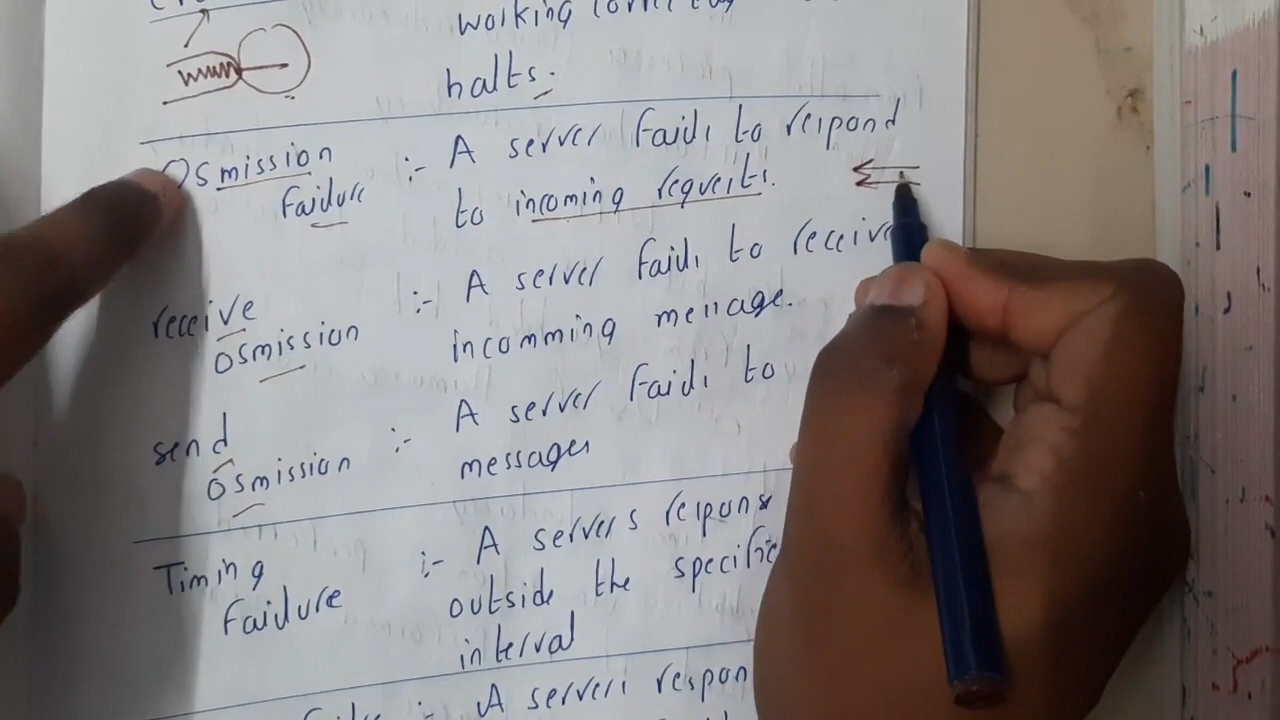 working
halts.
Osmission :- A server Fails to respond
Failure to incoming requests.
receive :- A server Fails to receive
osmission incomming message.
send :- A server Fails to
osmission messages
Timing :- A servers response
Failure outside the specific
interval
:- A servers respon